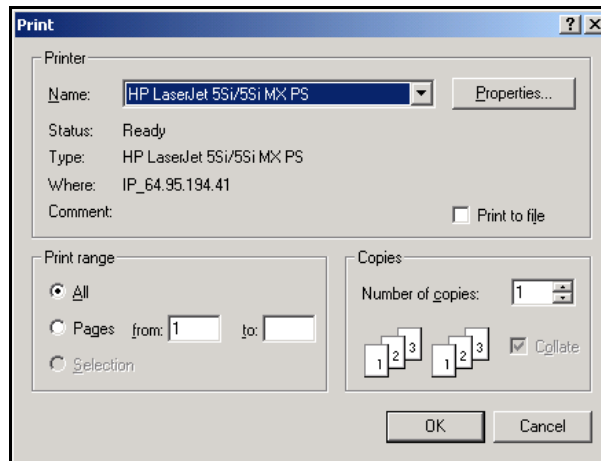 Print
Printer
Name: HP LaserJet 5Si/5Si MX PS Properties...
Status: Ready
Type: HP LaserJet 5Si/5Si MX PS
Where: IP_64.95.194.41
Comment: Print to file
Print range
All
Pages from: 1 to:
Selection
Copies
Number of copies: 1
1 2 3 1 2 3 Collate
OK Cancel